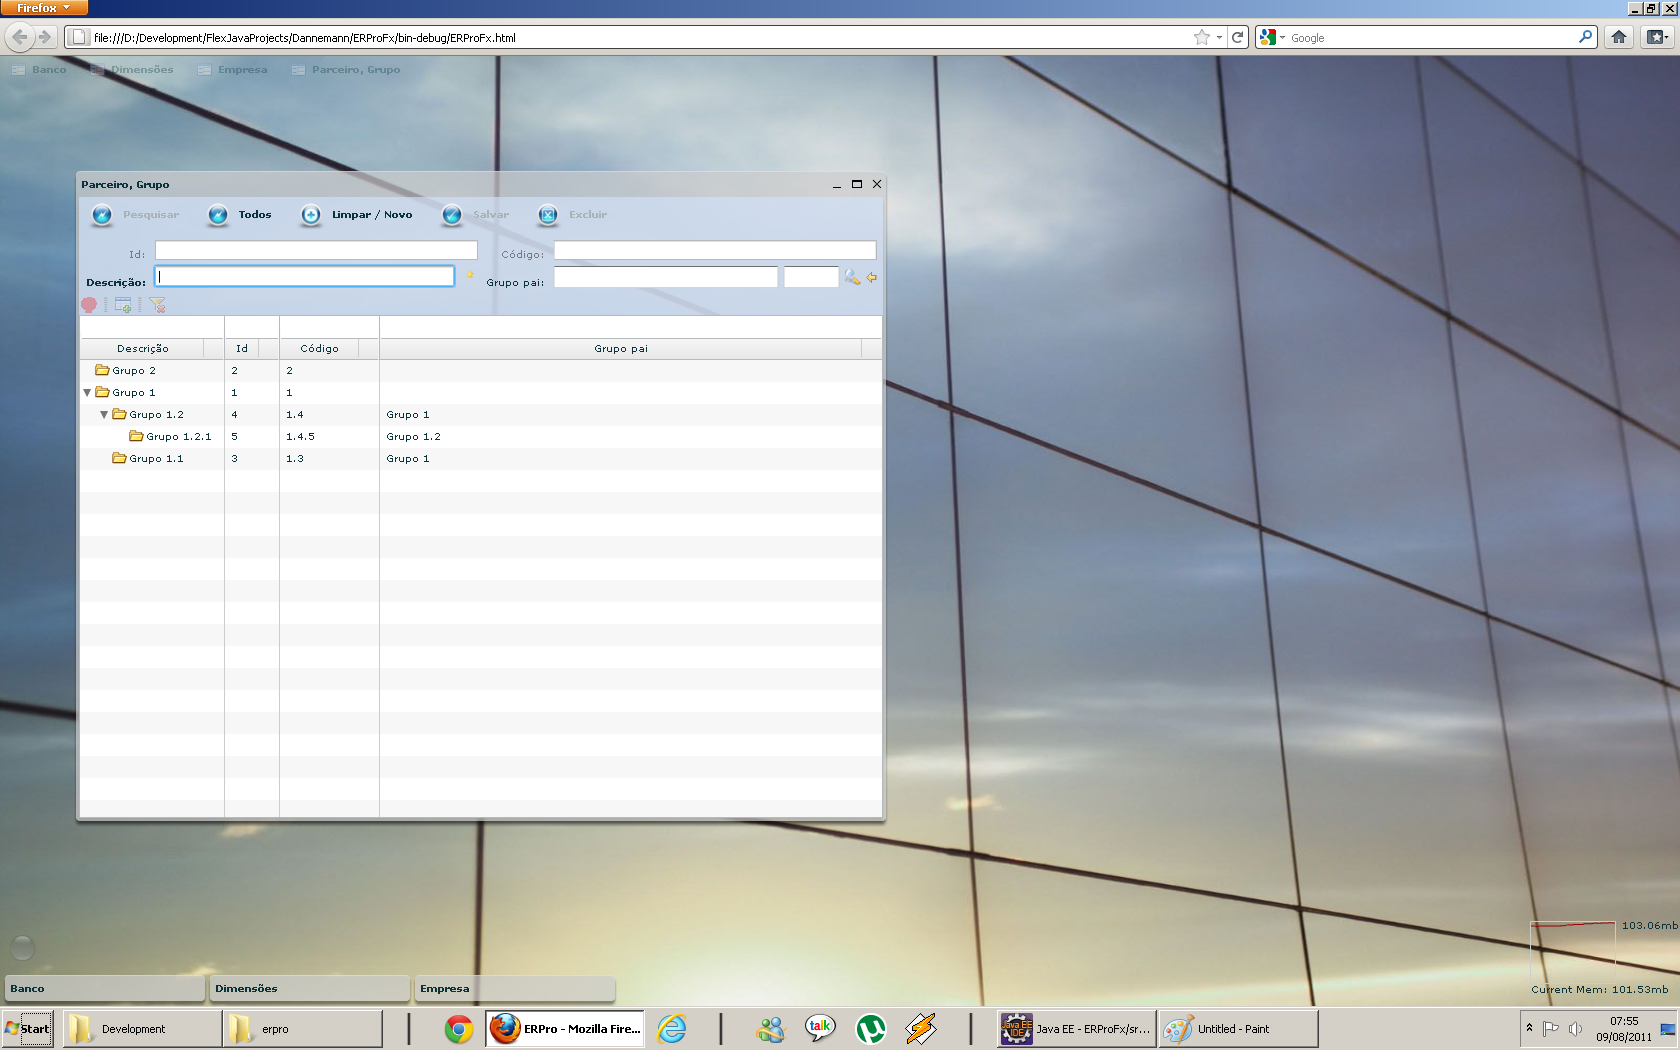 Firefox
file:///D:/Development/FlexJavaProjects/Dannemann/ERProFx/bin-debug/ERProFx.html
Google
Banco Dimensões Empresa Parceiro, Grupo
Parceiro, Grupo
Pesquisar Todos Limpar / Novo Salvar Excluir
Id: Código:
Descrição: Grupo pai:
Descrição Id Código Grupo pai
Grupo 2 2 2
Grupo 1 1 1
Grupo 1.2 4 1.4 Grupo 1
Grupo 1.2.1 5 1.4.5 Grupo 1.2
Grupo 1.1 3 1.3 Grupo 1
103.06mb
Current Mem: 101.53mb
Banco Dimensões Empresa
Start Development erpro ERPro - Mozilla Fire... talk Java EE IDE Java EE - ERProFx/sr... Untitled - Paint 07:55
09/08/2011